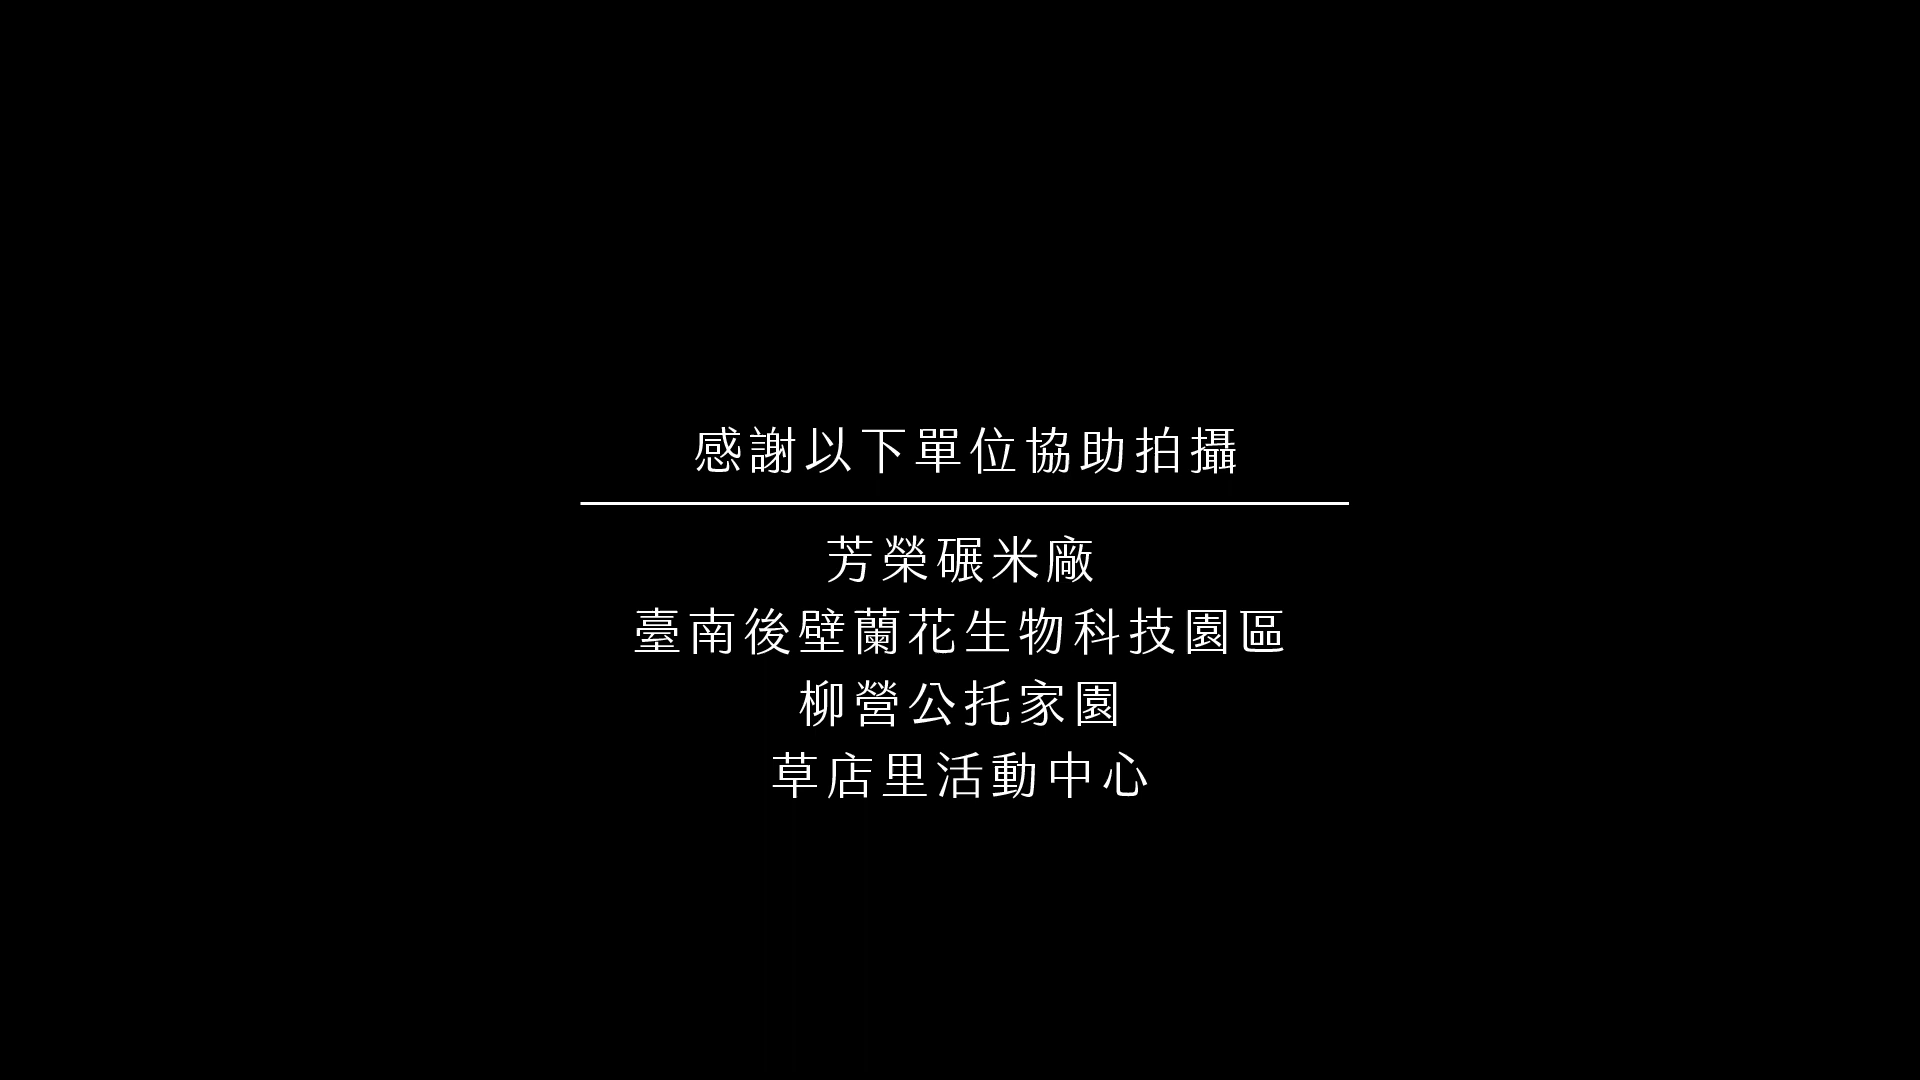 感謝以下單位協助拍攝
芳榮碾米廠
臺南後壁蘭花生物科技園區
柳營公托家園
草店里活動中心